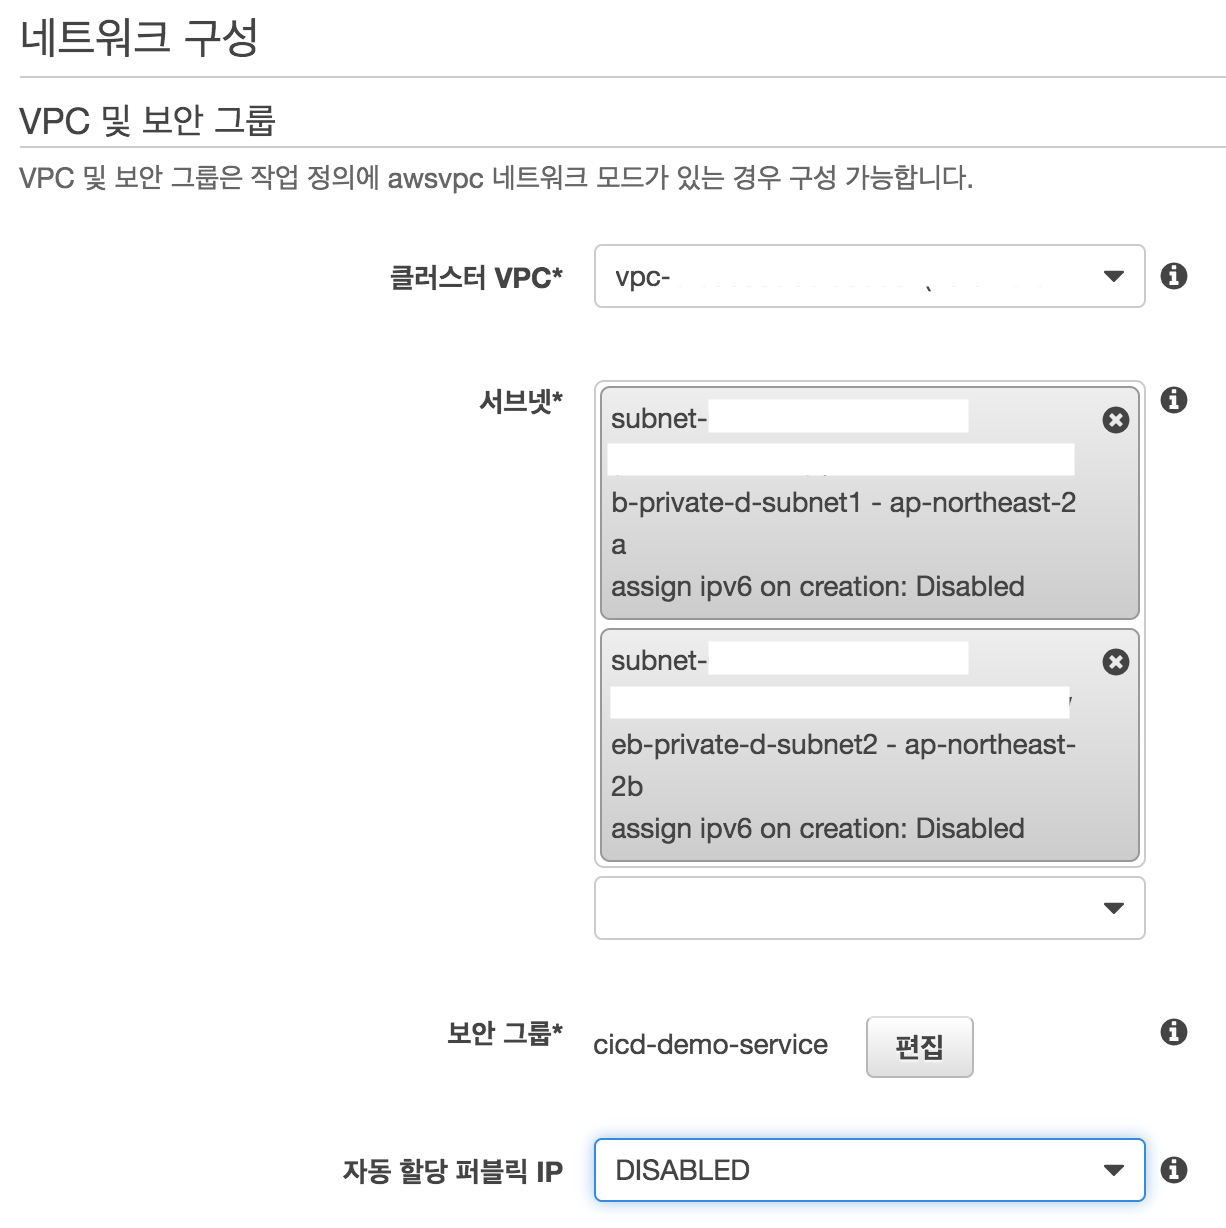 네트워크 구성
VPC 및 보안 그룹
VPC 및 보안 그룹은 작업 정의에 awsvpc 네트워크 모드가 있는 경우 구성 가능합니다.
클러스터 VPC* vpc-
서브넷* subnet-
b-private-d-subnet1 - ap-northeast-2
a
assign ipv6 on creation: Disabled
subnet-
eb-private-d-subnet2 - ap-northeast-
2b
assign ipv6 on creation: Disabled
보안 그룹* cicd-demo-service 편집
자동 할당 퍼블릭 IP DISABLED